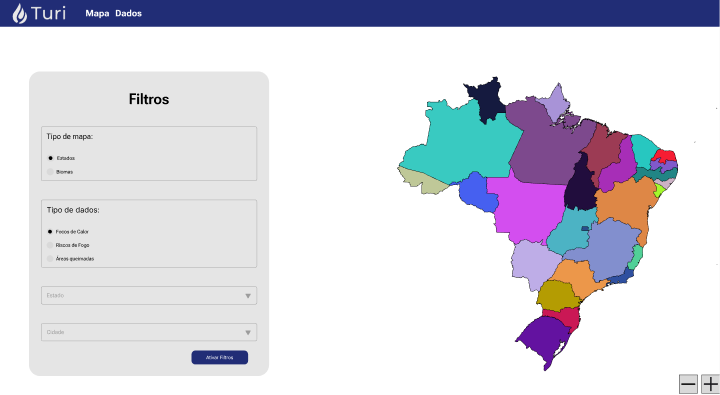 Turi
Mapa Dados
Filtros
Tipo de mapa:
Estados
Biomas
Tipo de dados:
Focos de Calor
Riscos de Fogo
Áreas queimadas
Estado
Cidade
Ativar Filtros